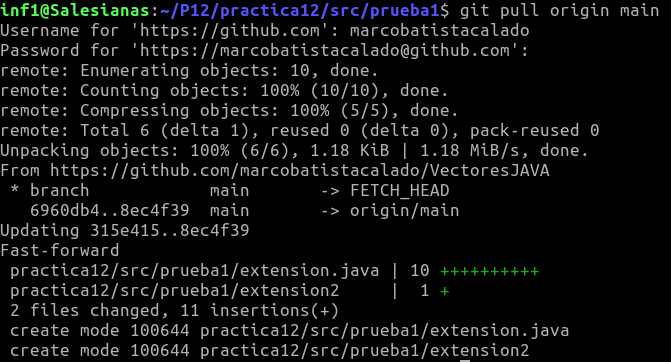 inf1@Salesianas:~/P12/practica12/src/prueba1$ git pull origin main
Username for 'https://github.com': marcobatistacalado
Password for 'https://marcobatistacalado@github.com':
remote: Enumerating objects: 10, done.
remote: Counting objects: 100% (10/10), done.
remote: Compressing objects: 100% (5/5), done.
remote: Total 6 (delta 1), reused 0 (delta 0), pack-reused 0
Unpacking objects: 100% (6/6), 1.18 KiB | 1.18 MiB/s, done.
From https://github.com/marcobatistacalado/VectoresJAVA
 * branch            main       -> FETCH_HEAD
   6960db4..8ec4f39  main       -> origin/main
Updating 315e415..8ec4f39
Fast-forward
 practica12/src/prueba1/extension.java | 10 ++++++++++
 practica12/src/prueba1/extension2     |  1 +
 2 files changed, 11 insertions(+)
 create mode 100644 practica12/src/prueba1/extension.java
 create mode 100644 practica12/src/prueba1/extension2